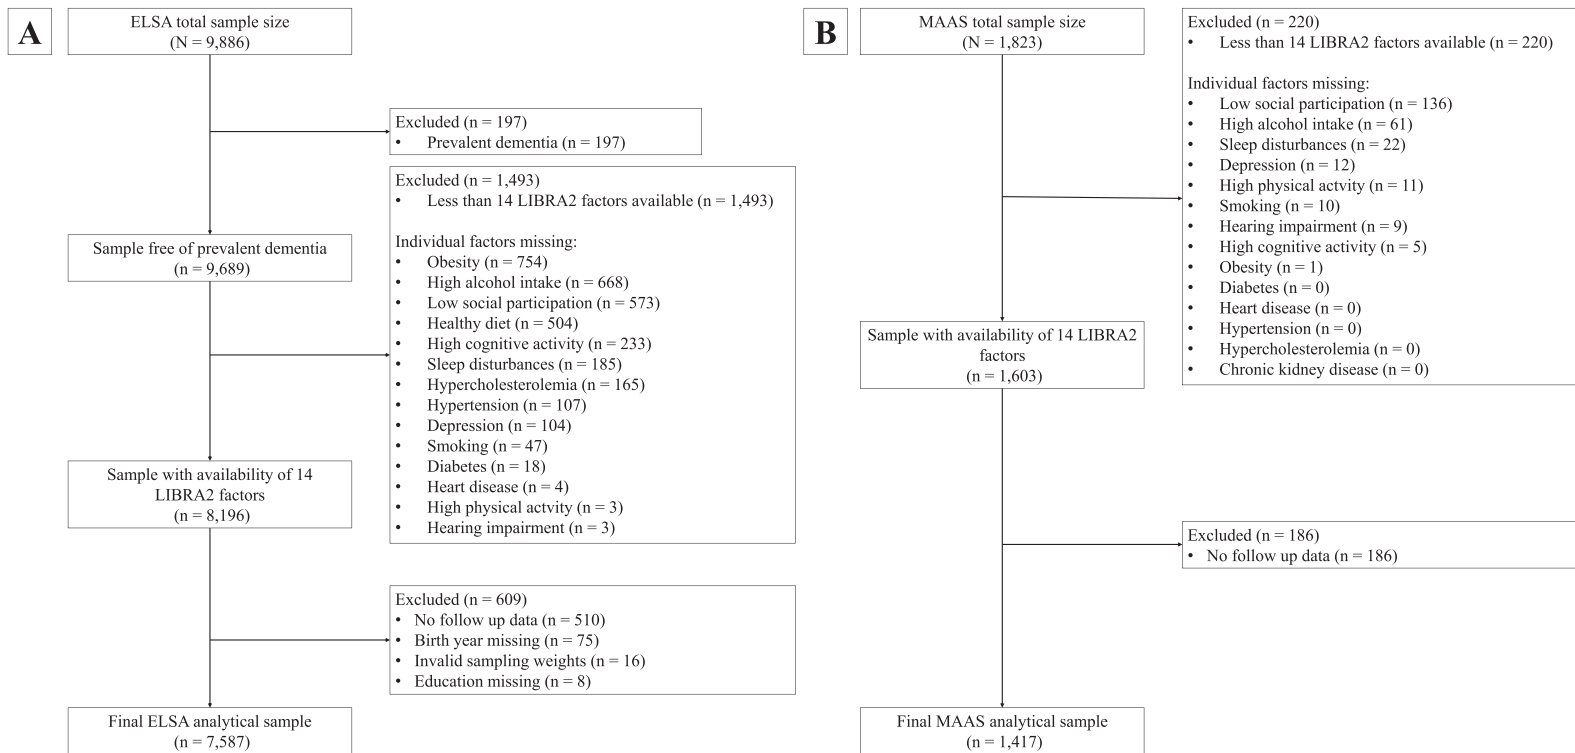 A
ELSA total sample size
(N = 9,886)
Excluded (n = 197)
• Prevalent dementia (n = 197)
Excluded (n = 1,493)
• Less than 14 LIBRA2 factors available (n = 1,493)
Individual factors missing:
• Obesity (n = 754)
• High alcohol intake (n = 668)
• Low social participation (n = 573)
• Healthy diet (n = 504)
• High cognitive activity (n = 233)
• Sleep disturbances (n = 185)
• Hypercholesterolemia (n = 165)
• Hypertension (n = 107)
• Depression (n = 104)
• Smoking (n = 47)
• Diabetes (n = 18)
• Heart disease (n = 4)
• High physical actvity (n = 3)
• Hearing impairment (n = 3)
Sample free of prevalent dementia
(n = 9,689)
Sample with availability of 14
LIBRA2 factors
(n = 8,196)
Excluded (n = 609)
• No follow up data (n = 510)
• Birth year missing (n = 75)
• Invalid sampling weights (n = 16)
• Education missing (n = 8)
Final ELSA analytical sample
(n = 7,587)
B
MAAS total sample size
(N = 1,823)
Excluded (n = 220)
• Less than 14 LIBRA2 factors available (n = 220)
Individual factors missing:
• Low social participation (n = 136)
• High alcohol intake (n = 61)
• Sleep disturbances (n = 22)
• Depression (n = 12)
• High physical actvity (n = 11)
• Smoking (n = 10)
• Hearing impairment (n = 9)
• High cognitive activity (n = 5)
• Obesity (n = 1)
• Diabetes (n = 0)
• Heart disease (n = 0)
• Hypertension (n = 0)
• Hypercholesterolemia (n = 0)
• Chronic kidney disease (n = 0)
Sample with availability of 14 LIBRA2
factors
(n = 1,603)
Excluded (n = 186)
• No follow up data (n = 186)
Final MAAS analytical sample
(n = 1,417)